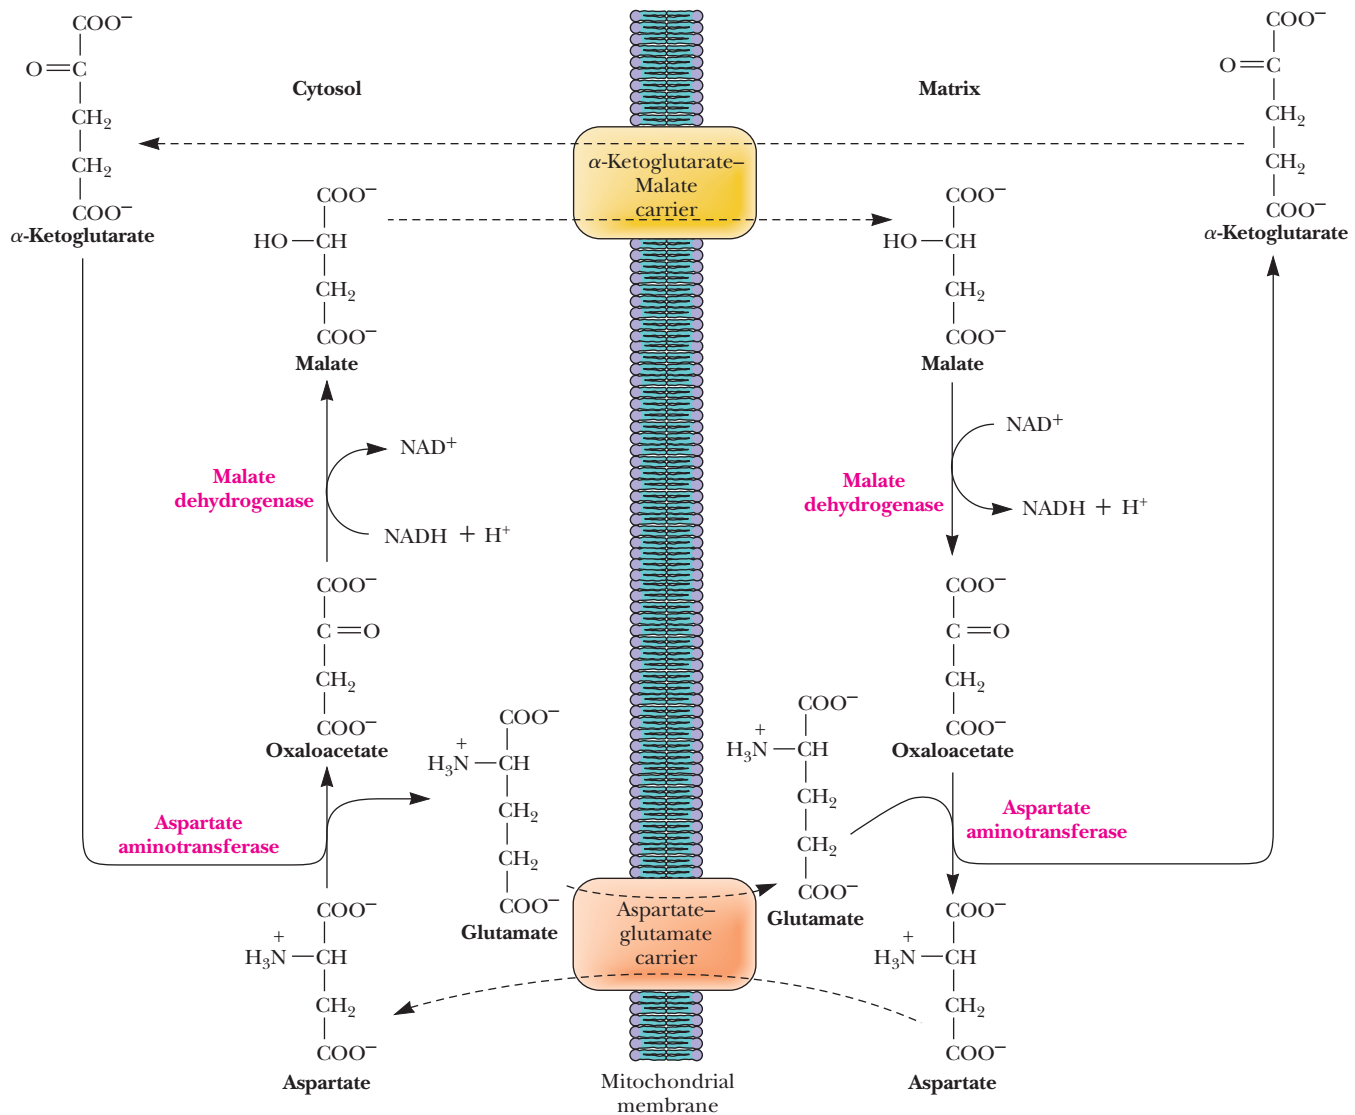 COO⁻
O=C
CH₂
CH₂
COO⁻
α-Ketoglutarate
Cytosol
Matrix
COO⁻
O=C
CH₂
CH₂
COO⁻
α-Ketoglutarate
α-Ketoglutarate–
Malate
carrier
COO⁻
HO—CH
CH₂
COO⁻
Malate
COO⁻
HO—CH
CH₂
COO⁻
Malate
NAD⁺
Malate
dehydrogenase
NADH + H⁺
NAD⁺
Malate
dehydrogenase
NADH + H⁺
COO⁻
C=O
CH₂
COO⁻
Oxaloacetate
COO⁻
C=O
CH₂
COO⁻
Oxaloacetate
COO⁻
+
H₃N—CH
CH₂
CH₂
COO⁻
Glutamate
COO⁻
+
H₃N—CH
CH₂
CH₂
COO⁻
Glutamate
Aspartate
aminotransferase
Aspartate
aminotransferase
Aspartate–
glutamate
carrier
COO⁻
+
H₃N—CH
CH₂
COO⁻
Aspartate
COO⁻
+
H₃N—CH
CH₂
COO⁻
Aspartate
Mitochondrial
membrane